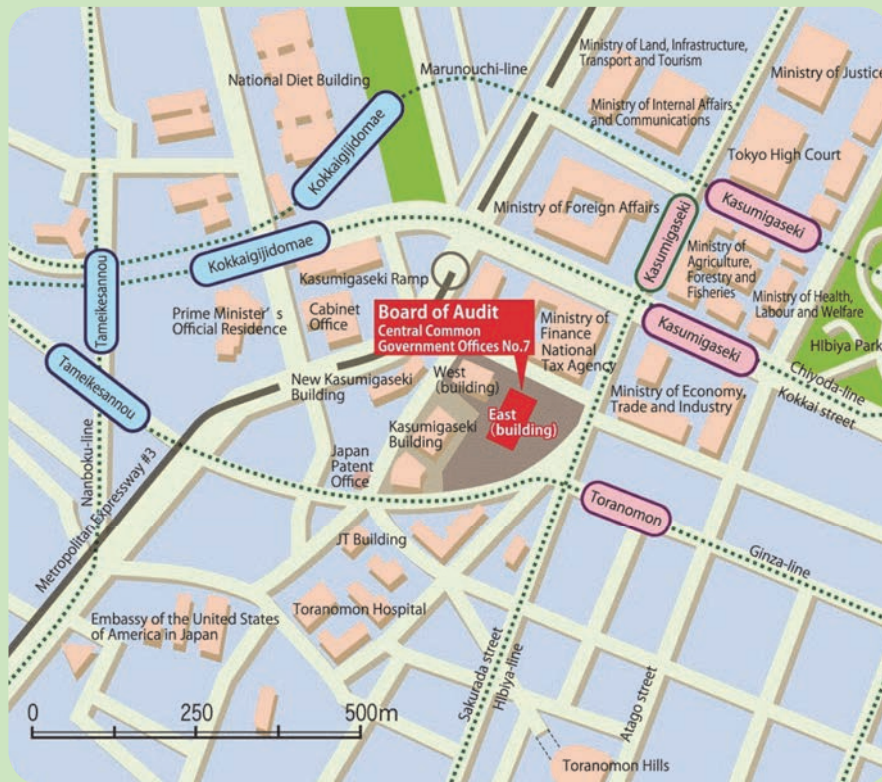 Ministry of Land, Infrastructure,
Transport and Tourism
Marunochi-line
Ministry of Justice
National Diet Building
Ministry of Internal Affairs
and Communications
Kokkaigijidomae
Tokyo High Court
Ministry of Foreign Affairs
Kasumigaseki
Kasumigaseki
Kokkaigijidomae
Ministry of
Agriculture,
Forestry and
Fisheries
Tameikesannou
Kasumigaseki Ramp
Prime Minister's
Official Residence
Cabinet
Office
Board of Audit
Central Common
Government Offices No.7
Ministry of
Finance
National
Tax Agency
Kasumigaseki
Ministry of Health,
Labour and Welfare
HIbiya Park
Tameikesannou
New Kasumigaseki
Building
West
(building)
East
(building)
Ministry of Economy,
Trade and Industry
Chiyoda-line
Kokkai street
Kasumigaseki
Building
Japan
Patent
Office
Nanboku-line
Metropolitan Expressway #3
Toranomon
JT Building
Ginza-line
Embassy of the United States
of America in Japan
Toranomon Hospital
Sakurada street
HIbiya-line
Atago street
0 250 500m
Toranomon Hills